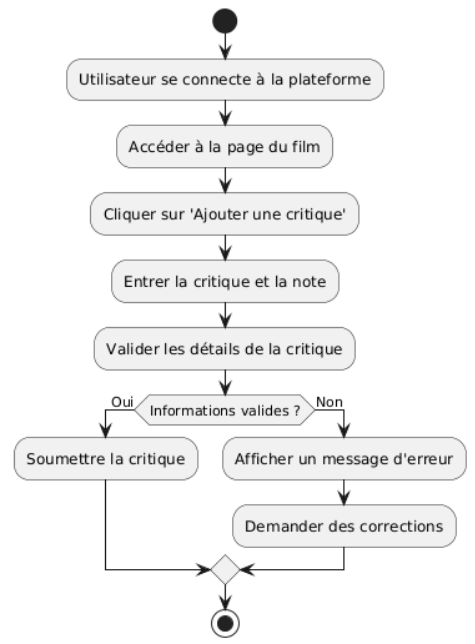 Utilisateur se connecte à la plateforme
Accéder à la page du film
Cliquer sur 'Ajouter une critique'
Entrer la critique et la note
Valider les détails de la critique
Oui
Informations valides ?
Non
Soumettre la critique
Afficher un message d'erreur
Demander des corrections